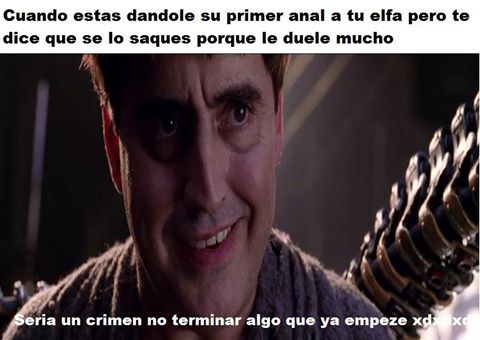 Cuando estas dandole su primer anal a tu elfa pero te
dice que se lo saques porque le duele mucho
Seria un crimen no terminar algo que ya empeze xdxdxd